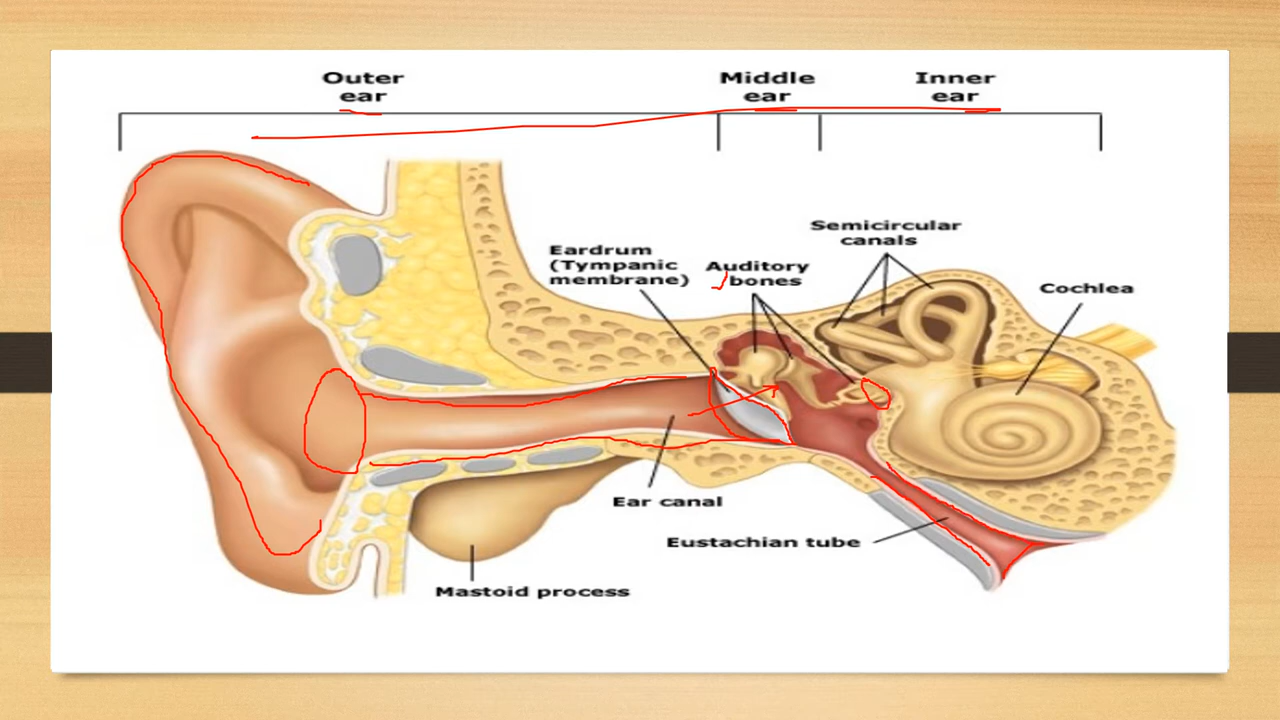 Outer
ear
Middle
ear
Inner
ear
Semicircular
canals
Eardrum
(Tympanic
membrane)
Auditory
bones
Cochlea
Ear canal
Eustachian tube
Mastoid process